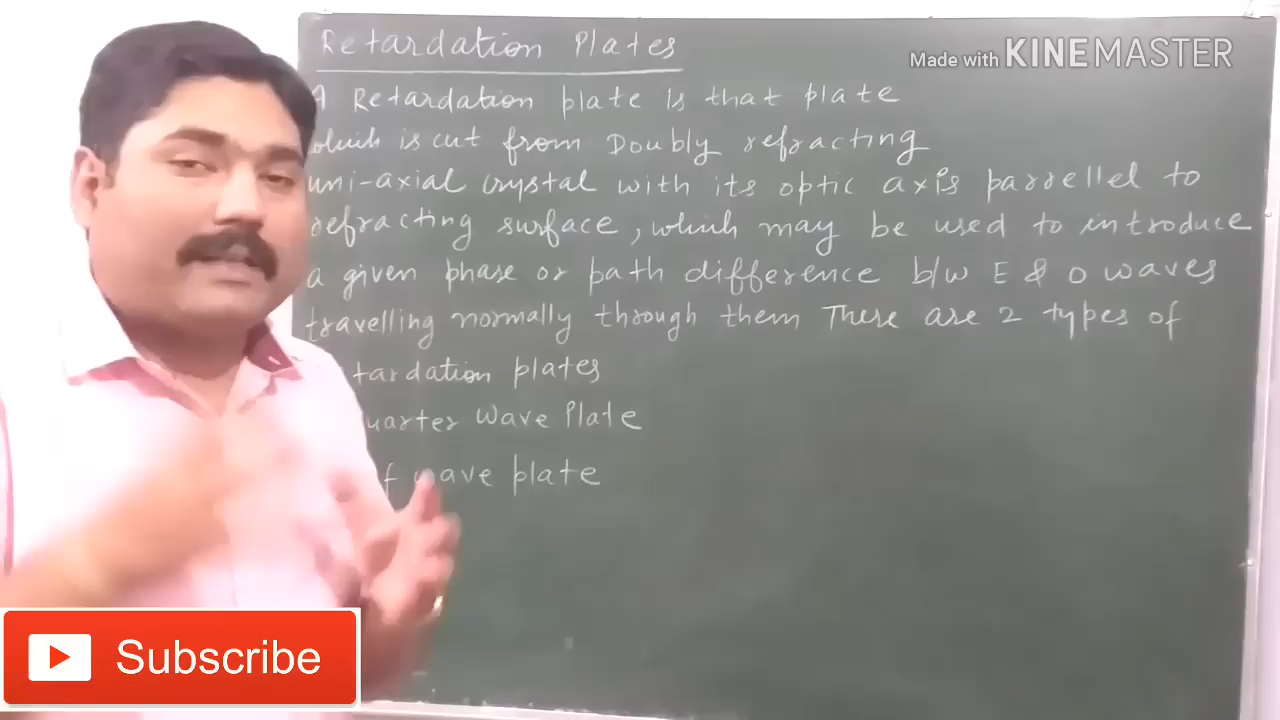 Retardation Plates
Made with KINEMASTER
A Retardation plate is that plate
which is cut from Doubly refracting
uni-axial crystal with its optic axis parrellel to
refracting surface, which may be used to introduce
a given phase or path difference b/w E & O waves
travelling normally through them There are 2 types of
tardation plates
uarter Wave Plate
f wave plate
Subscribe